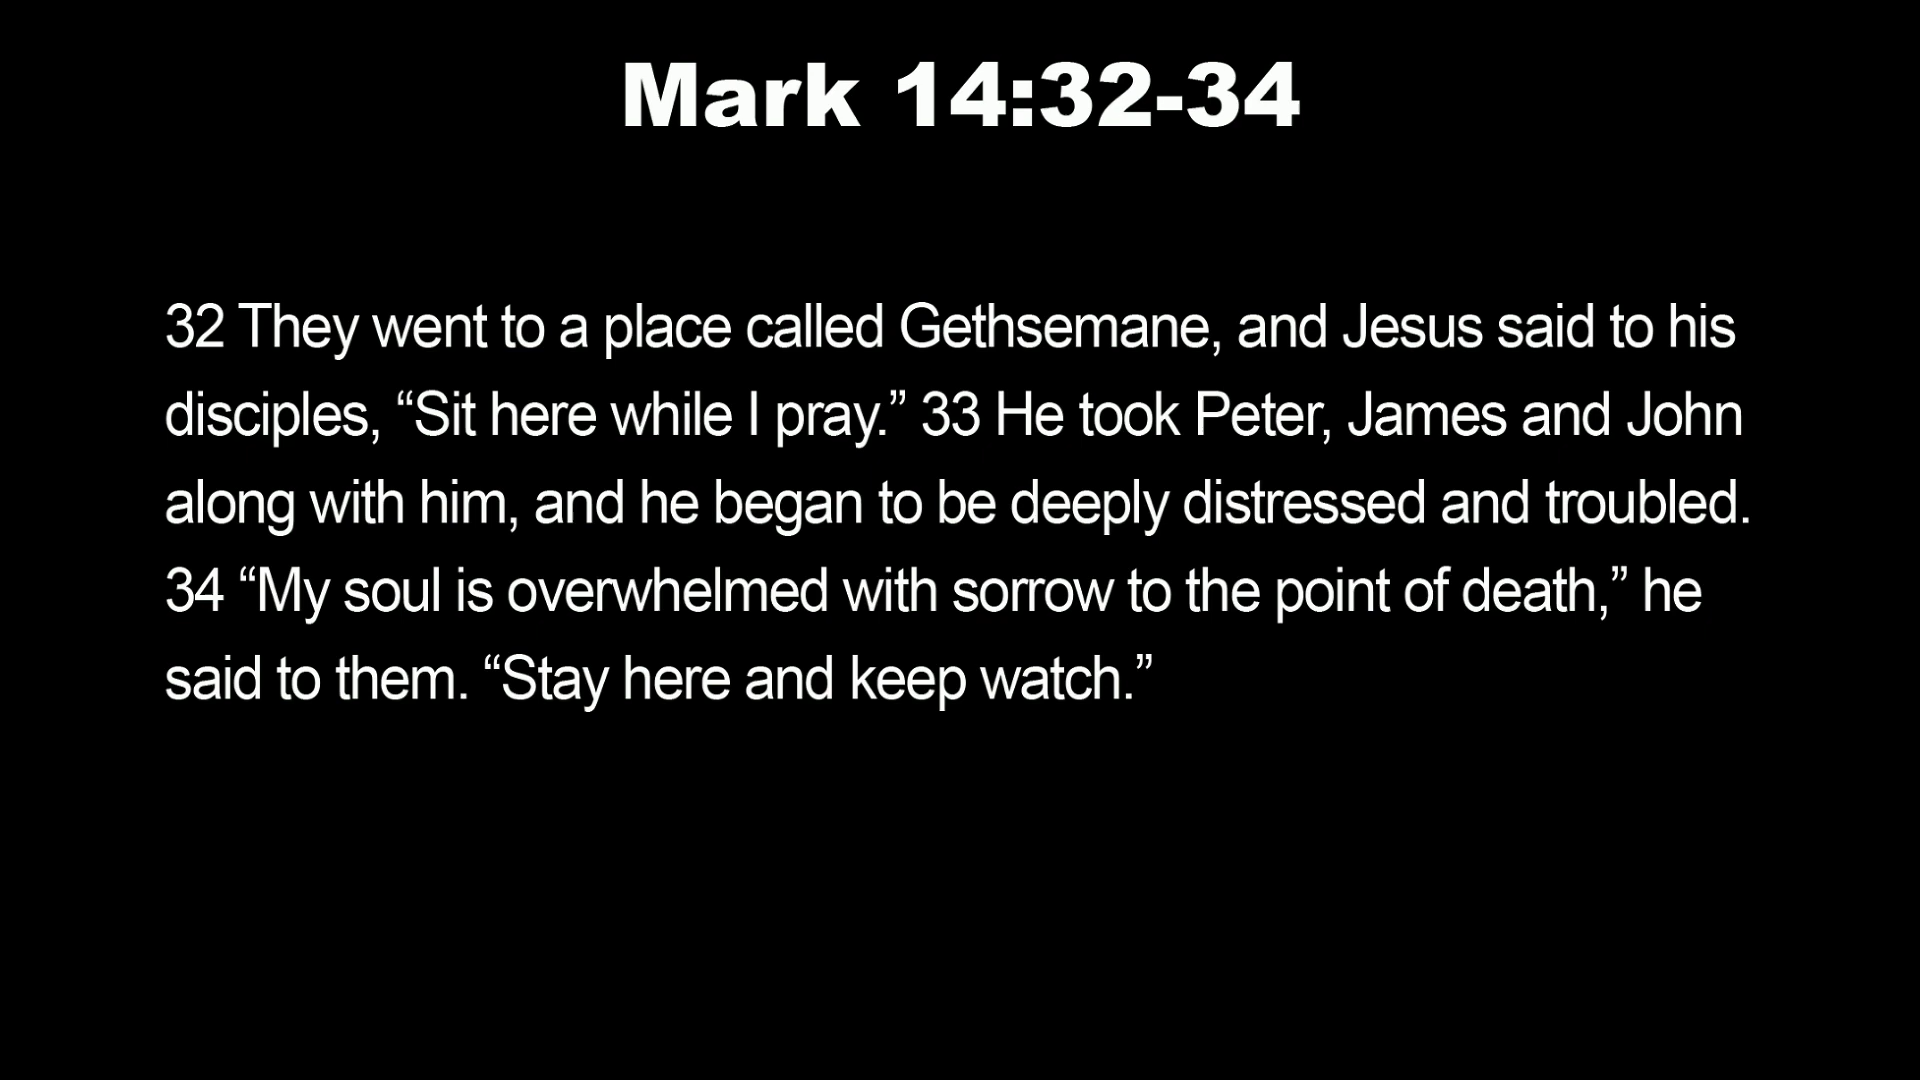 Mark 14:32-34
32 They went to a place called Gethsemane, and Jesus said to his
disciples, “Sit here while I pray.” 33 He took Peter, James and John
along with him, and he began to be deeply distressed and troubled.
34 “My soul is overwhelmed with sorrow to the point of death,” he
said to them. “Stay here and keep watch.”